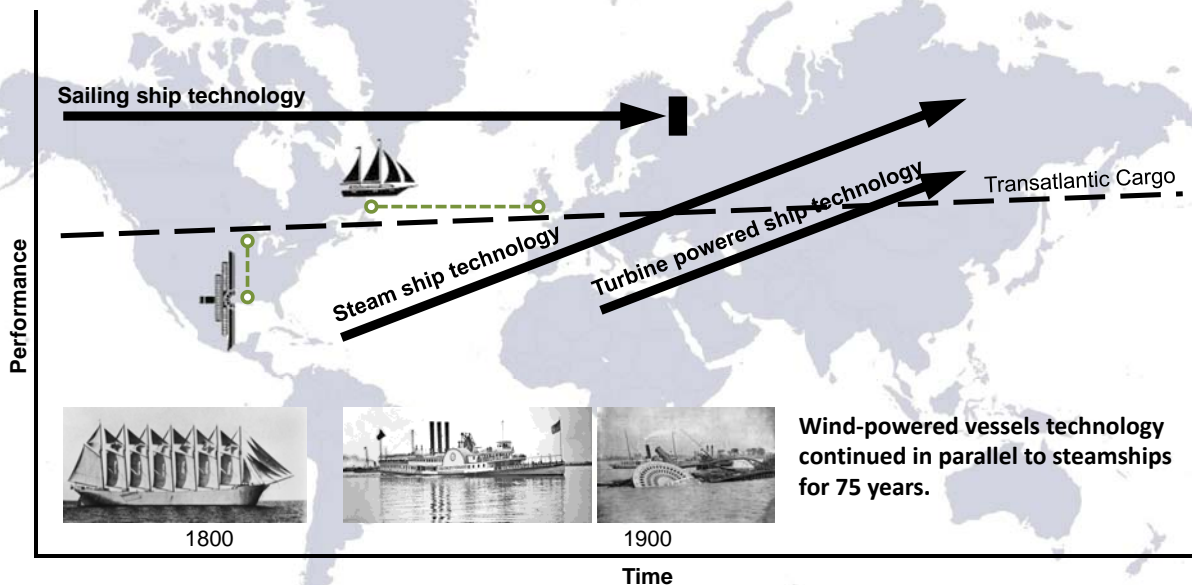 Sailing ship technology
Transatlantic Cargo
Steam ship technology
Turbine powered ship technology
Performance
Wind-powered vessels technology
continued in parallel to steamships
for 75 years.
1800
1900
Time